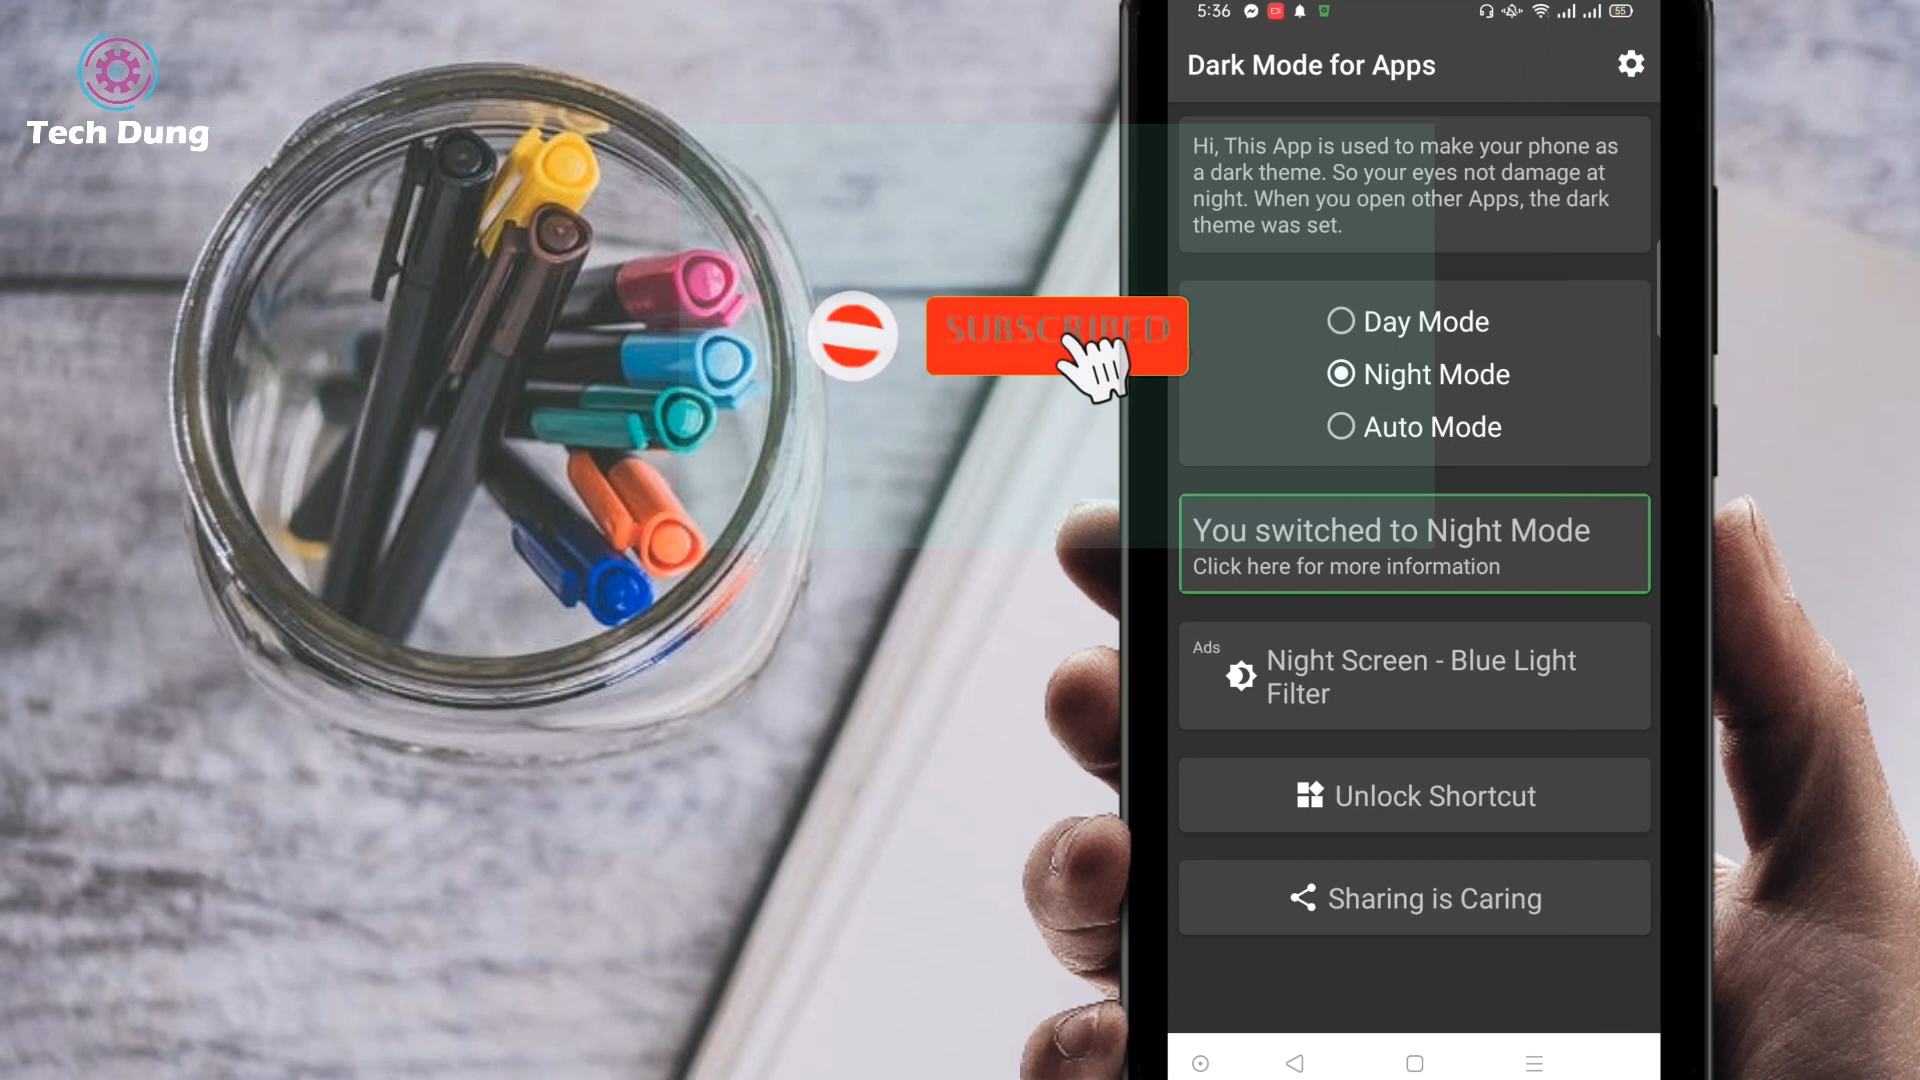 Tech Dung
5:36
55
Dark Mode for Apps
Hi, This App is used to make your phone as
a dark theme. So your eyes not damage at
night. When you open other Apps, the dark
theme was set.
SUBSCRIBED
Day Mode
Night Mode
Auto Mode
You switched to Night Mode
Click here for more information
Ads
Night Screen - Blue Light
Filter
Unlock Shortcut
Sharing is Caring